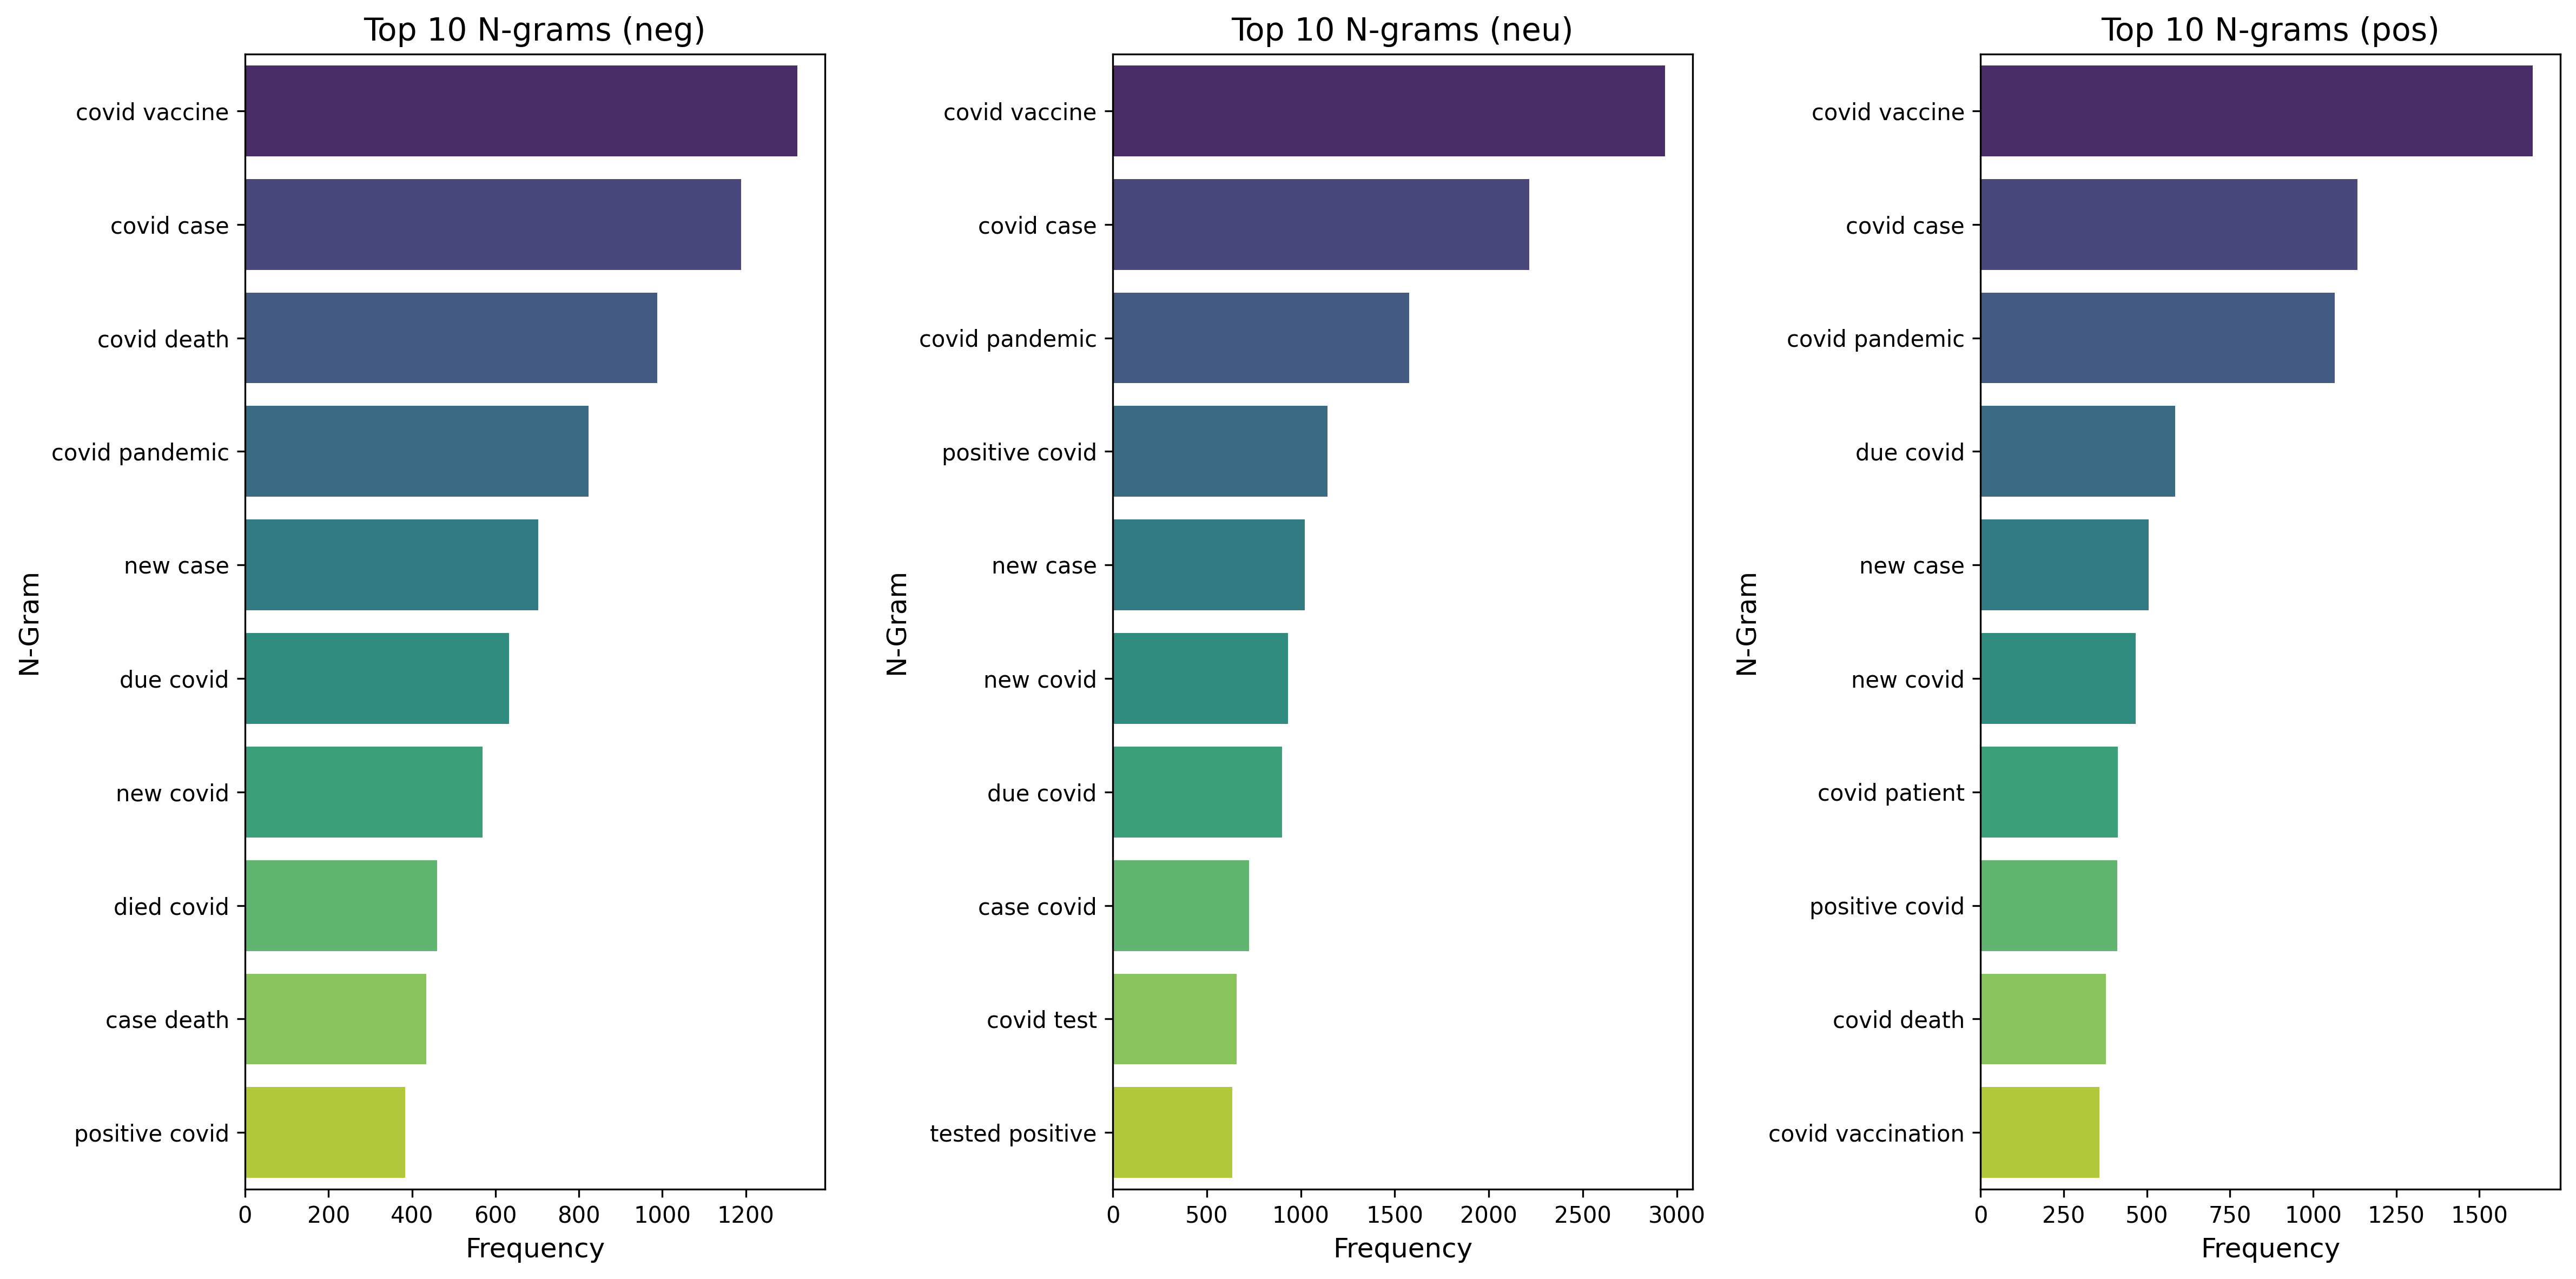 Top 10 N-grams (neg)
N-Gram
covid vaccine
covid case
covid death
covid pandemic
new case
due covid
new covid
died covid
case death
positive covid
0 200 400 600 800 1000 1200
Frequency
Top 10 N-grams (neu)
N-Gram
covid vaccine
covid case
covid pandemic
positive covid
new case
new covid
due covid
case covid
covid test
tested positive
0 500 1000 1500 2000 2500 3000
Frequency
Top 10 N-grams (pos)
N-Gram
covid vaccine
covid case
covid pandemic
due covid
new case
new covid
covid patient
positive covid
covid death
covid vaccination
0 250 500 750 1000 1250 1500
Frequency